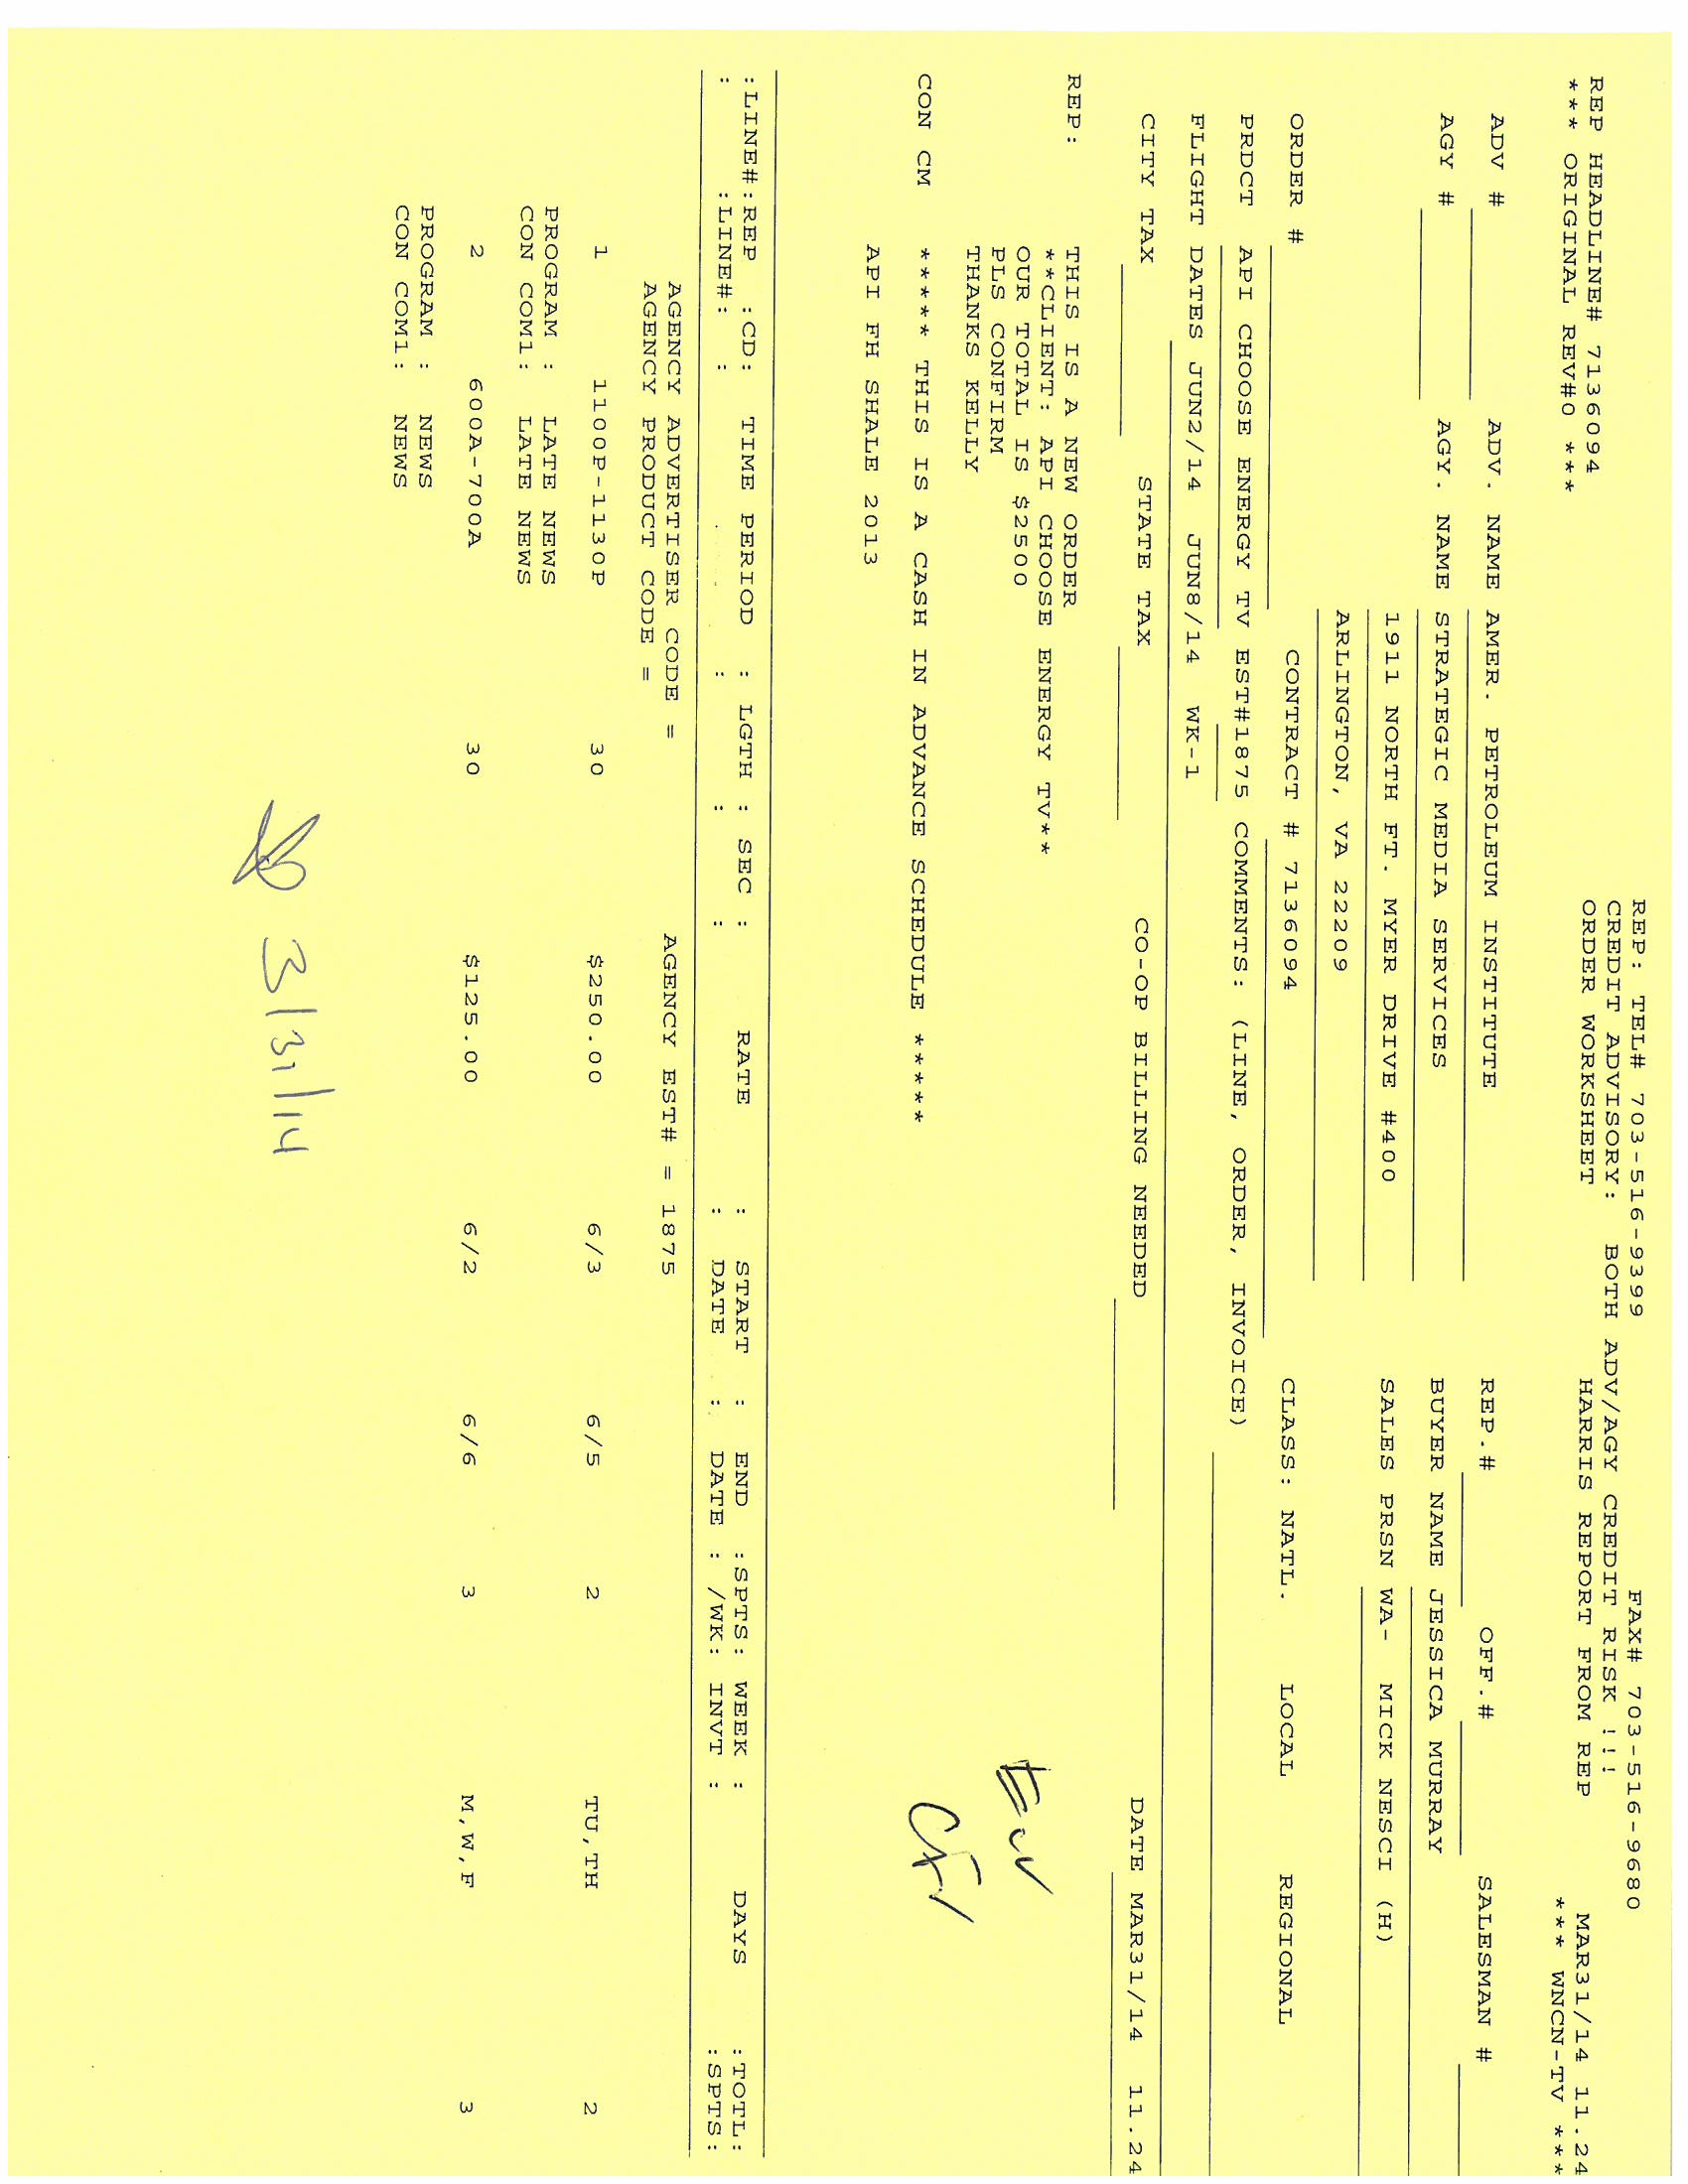 REP: TEL# 703-516-9399 FAX# 703-516-9680
CREDIT ADVISORY: BOTH ADV/AGY CREDIT RISK !!!
REP HEADLINE# 7136094 ORDER WORKSHEET HARRIS REPORT FROM REP MAR31/14 11.24
*** ORIGINAL REV#0 *** *** WNCN-TV ***
ADV # ADV. NAME AMER. PETROLEUM INSTITUTE REP.# OFF.# SALESMAN #
AGY # AGY. NAME STRATEGIC MEDIA SERVICES BUYER NAME JESSICA MURRAY
1911 NORTH FT. MYER DRIVE #400 SALES PRSN WA- MICK NESCI (H)
ARLINGTON, VA 22209
ORDER # CONTRACT # 7136094 CLASS: NATL. LOCAL REGIONAL
PRDCT API CHOOSE ENERGY TV EST#1875 COMMENTS: (LINE, ORDER, INVOICE)
FLIGHT DATES JUN2/14 JUN8/14 WK-1
CITY TAX STATE TAX CO-OP BILLING NEEDED DATE MAR31/14 11.24
REP: THIS IS A NEW ORDER
**CLIENT: API CHOOSE ENERGY TV**
OUR TOTAL IS $2500
PLS CONFIRM
THANKS KELLY
CON CM ***** THIS IS A CASH IN ADVANCE SCHEDULE *****
API FH SHALE 2013
:LINE#:REP :CD: TIME PERIOD : LGTH : SEC : RATE : START : END :SPTS: WEEK : DAYS :TOTL:
: :LINE#: : : : : : DATE : DATE : /WK: INVT : :SPTS:
AGENCY ADVERTISER CODE = AGENCY EST# = 1875
AGENCY PRODUCT CODE =
1 1100P-1130P 30 $250.00 6/3 6/5 2 TU,TH 2
PROGRAM : LATE NEWS
CON COM1: LATE NEWS
2 600A-700A 30 $125.00 6/2 6/6 3 M,W,F 3
PROGRAM : NEWS
CON COM1: NEWS
3/31/14